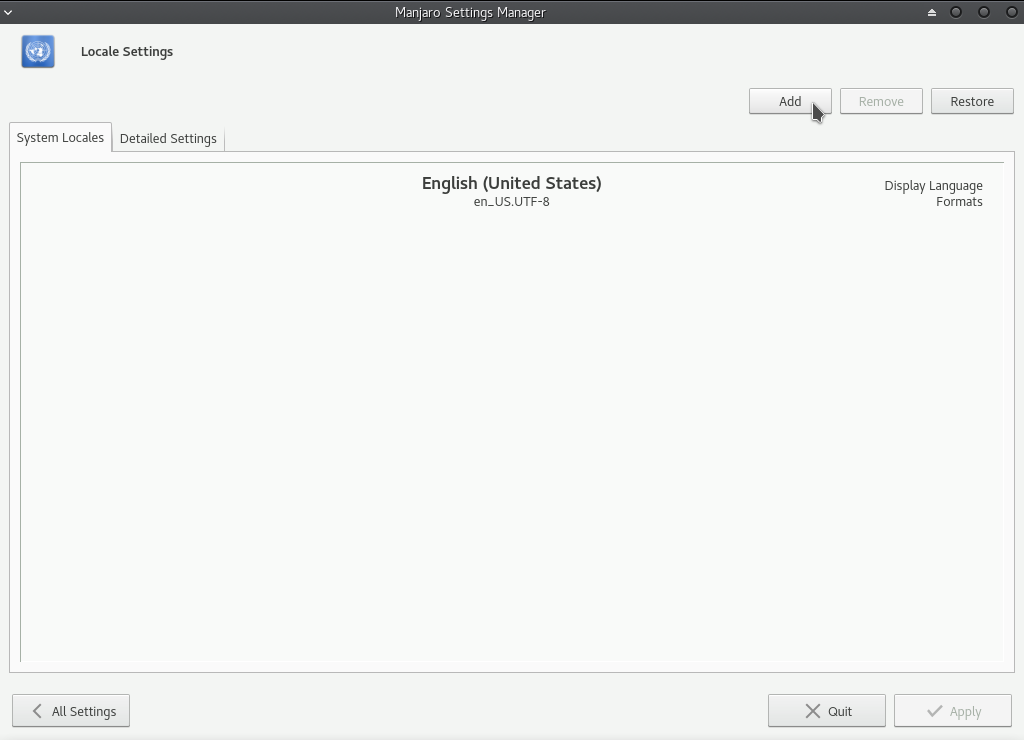 Manjaro Settings Manager
Locale Settings
Add
Remove
Restore
System Locales
Detailed Settings
English (United States)
en_US.UTF-8
Display Language
Formats
All Settings
Quit
Apply